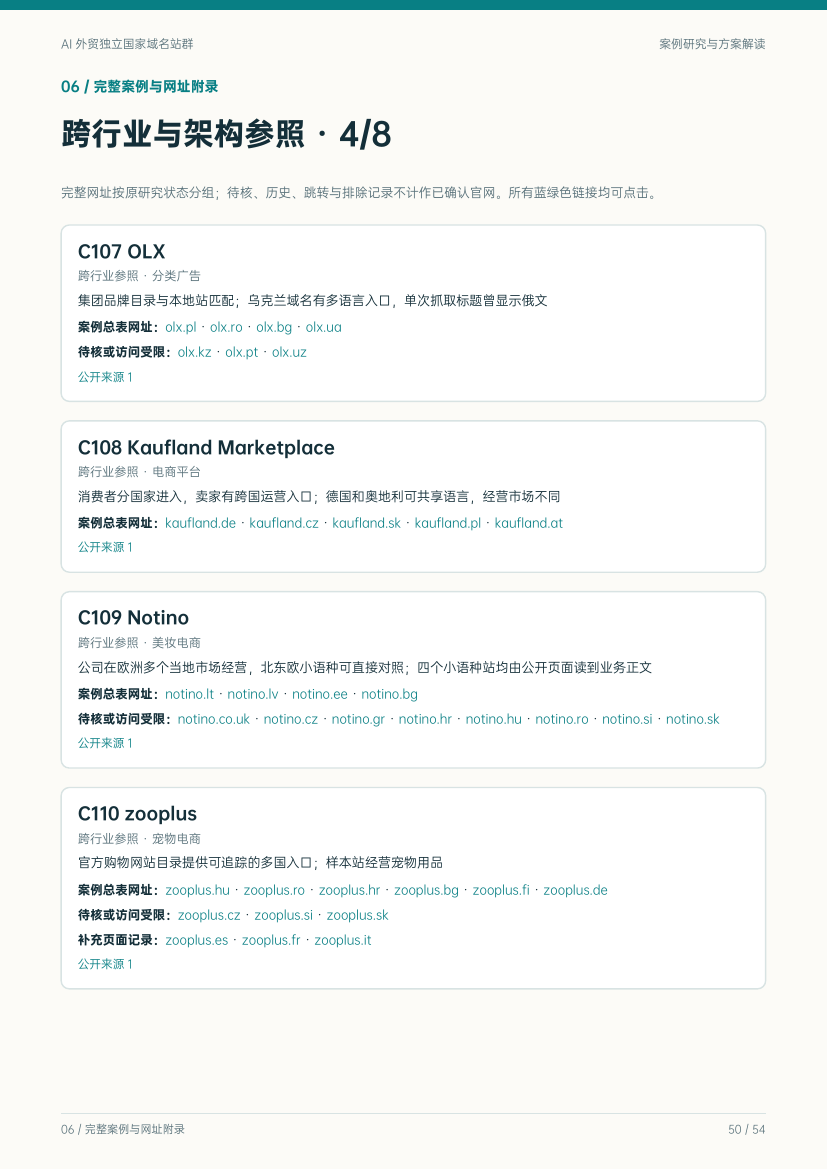 AI 外贸独立国家域名站群
案例研究与方案解读
06 / 完整案例与网址附录
跨行业与架构参照 · 4/8
完整网址按原研究状态分组；待核、历史、跳转与排除记录不计作已确认官网。所有蓝绿色链接均可点击。
C107 OLX
跨行业参照 · 分类广告
集团品牌目录与本地站匹配；乌克兰域名有多语言入口，单次抓取标题曾显示俄文
案例总表网址：olx.pl · olx.ro · olx.bg · olx.ua
待核或访问受限：olx.kz · olx.pt · olx.uz
公开来源 1
C108 Kaufland Marketplace
跨行业参照 · 电商平台
消费者分国家进入，卖家有跨国运营入口；德国和奥地利可共享语言，经营市场不同
案例总表网址：kaufland.de · kaufland.cz · kaufland.sk · kaufland.pl · kaufland.at
公开来源 1
C109 Notino
跨行业参照 · 美妆电商
公司在欧洲多个当地市场经营，北东欧小语种可直接对照；四个小语种站均由公开页面读到业务正文
案例总表网址：notino.lt · notino.lv · notino.ee · notino.bg
待核或访问受限：notino.co.uk · notino.cz · notino.gr · notino.hr · notino.hu · notino.ro · notino.si · notino.sk
公开来源 1
C110 zooplus
跨行业参照 · 宠物电商
官方购物网站目录提供可追踪的多国入口；样本站经营宠物用品
案例总表网址：zooplus.hu · zooplus.ro · zooplus.hr · zooplus.bg · zooplus.fi · zooplus.de
待核或访问受限：zooplus.cz · zooplus.si · zooplus.sk
补充页面记录：zooplus.es · zooplus.fr · zooplus.it
公开来源 1
06 / 完整案例与网址附录
50 / 54